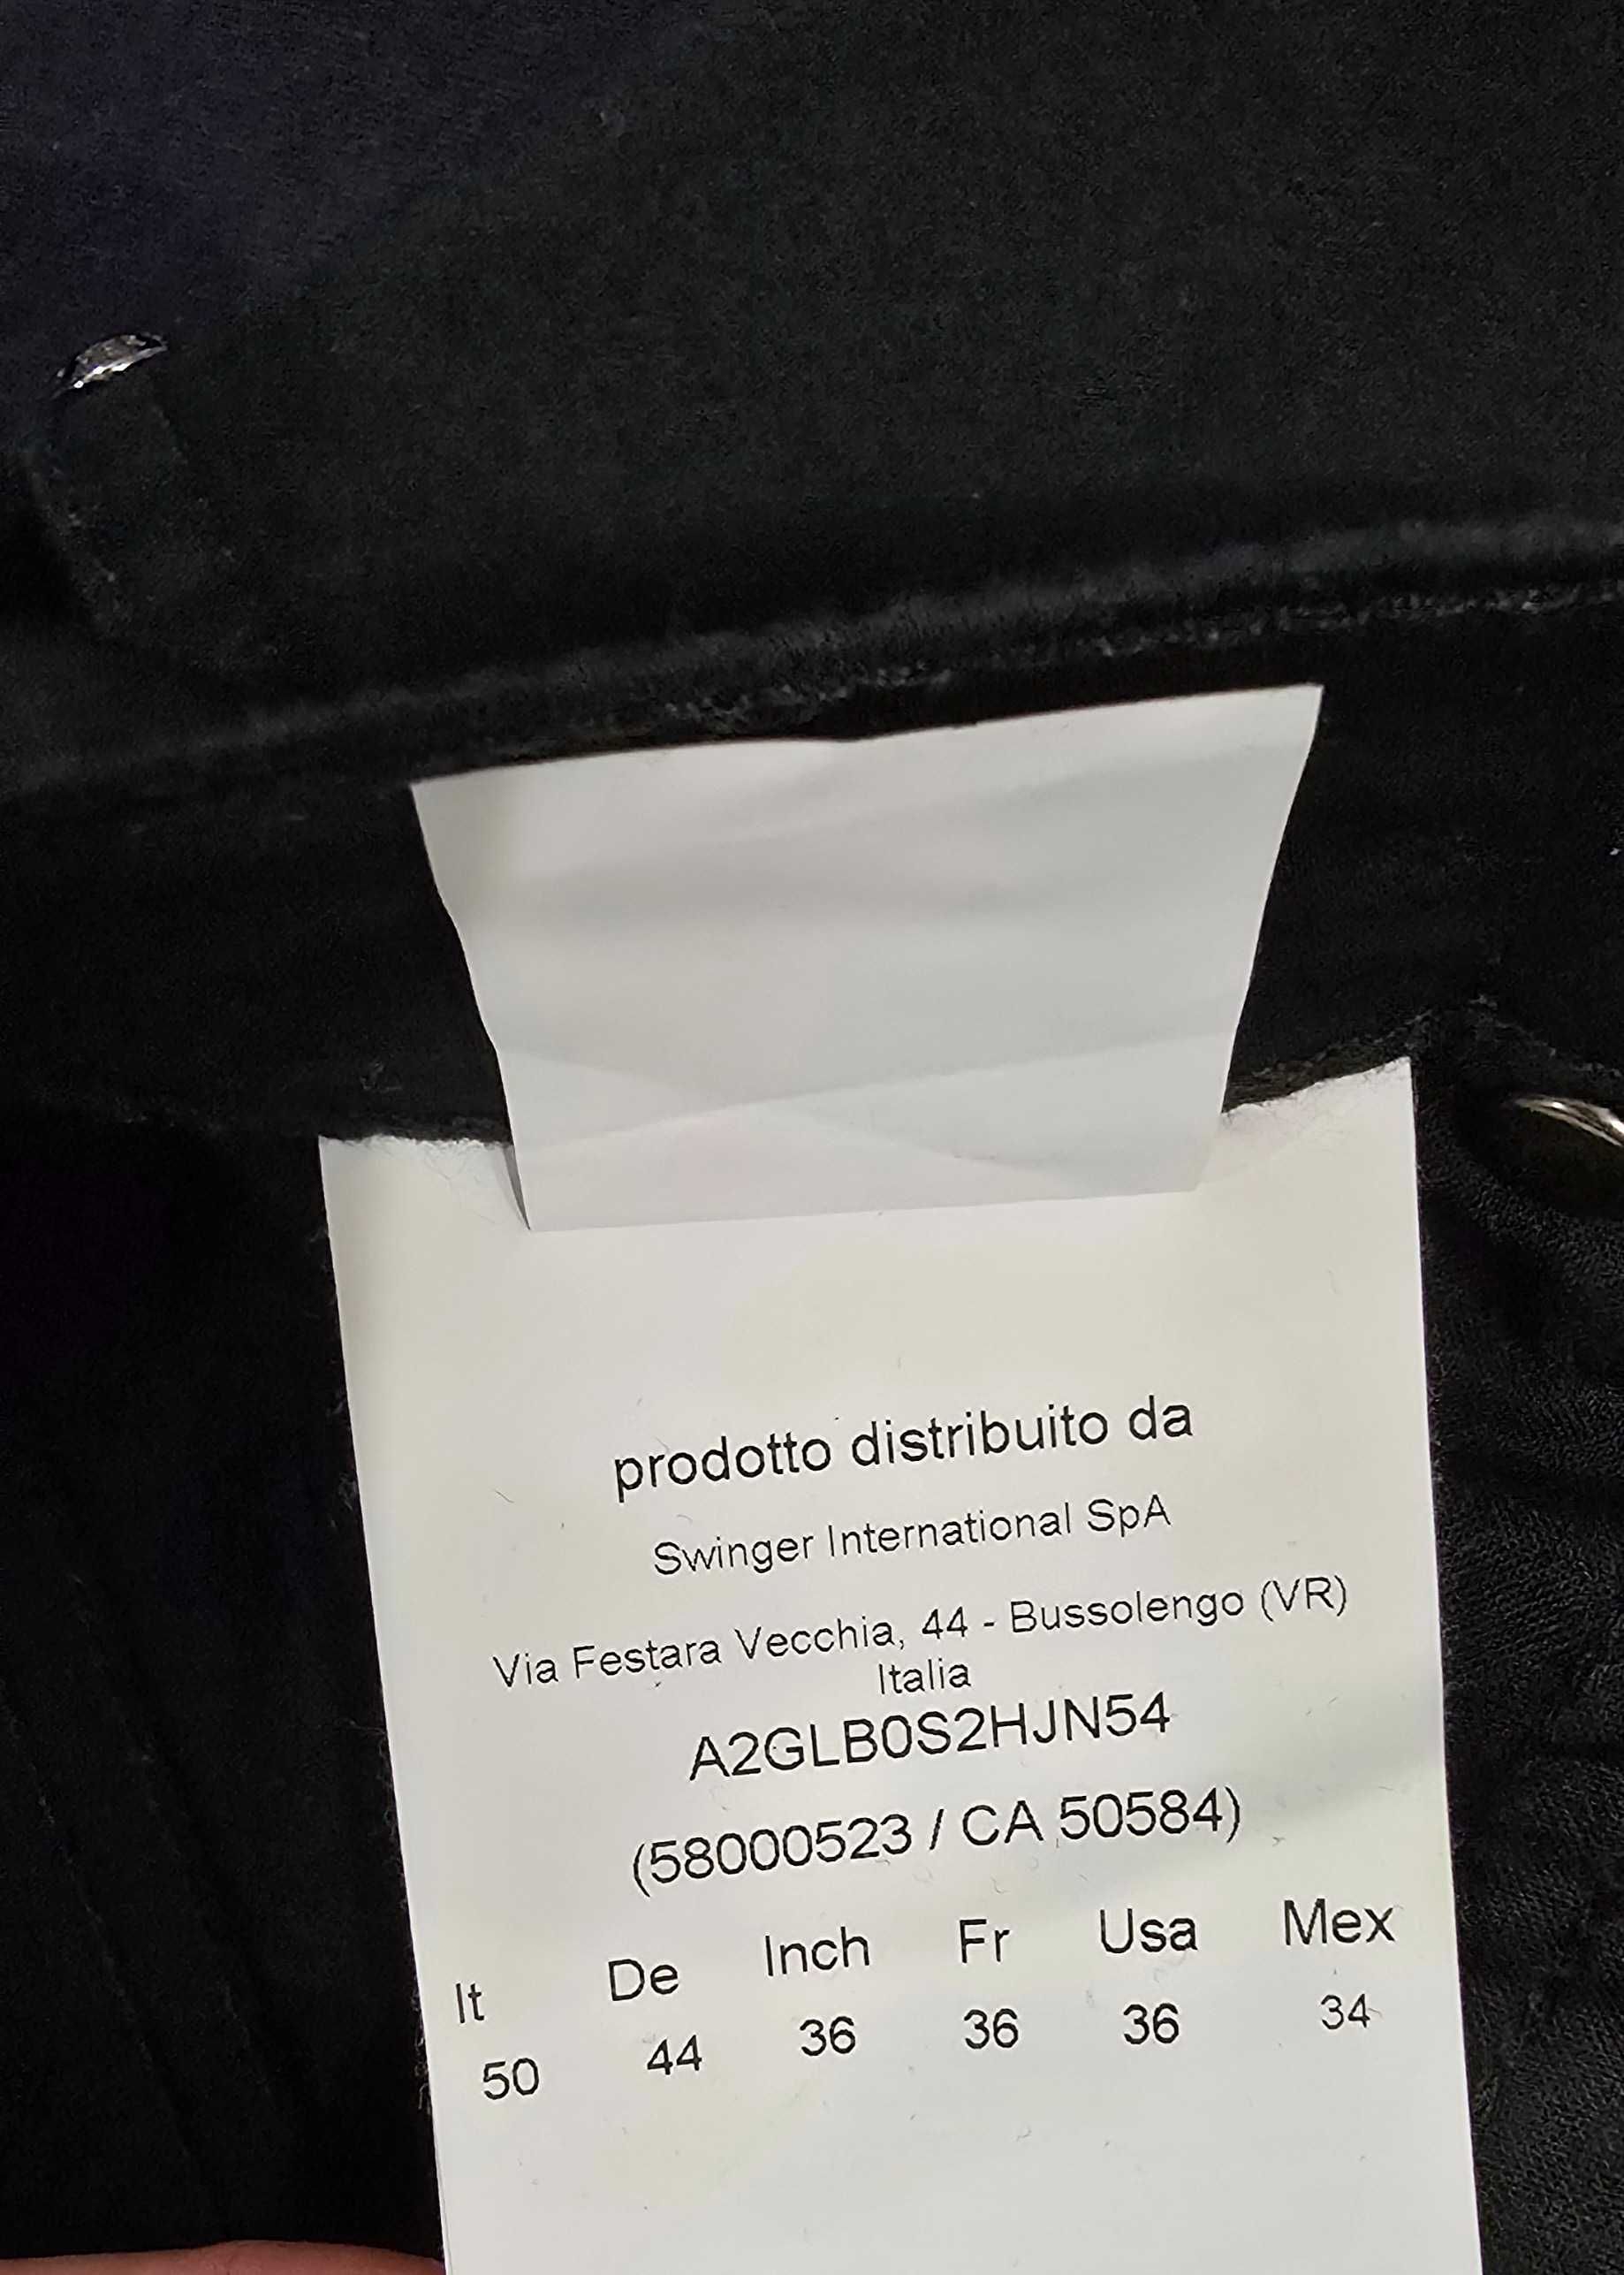 prodotto distribuito da
Swinger International SpA
Via Festara Vecchia, 44 - Bussolengo (VR)
Italia
A2GLB0S2HJN54
(58000523 / CA 50584)
It De Inch Fr Usa Mex
50 44 36 36 36 34